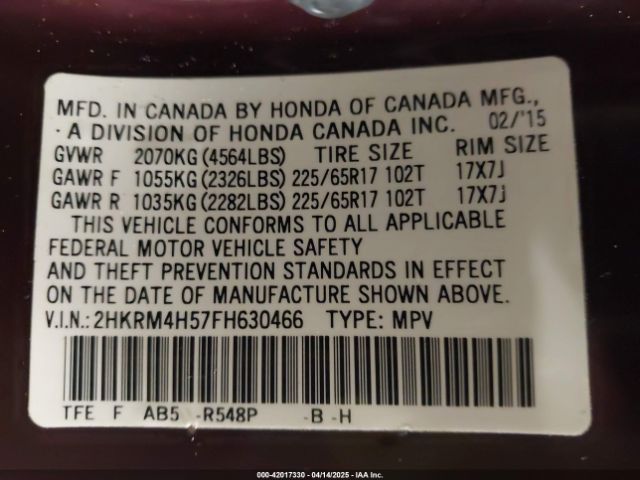 MFD. IN CANADA BY HONDA OF CANADA MFG.,
· A DIVISION OF HONDA CANADA INC. 02/'15
GVWR 2070KG(4564LBS) TIRE SIZE RIM SIZE
GAWR F 1055KG(2326LBS) 225/65R17 102T 17X7J
GAWR R 1035KG(2282LBS) 225/65R17 102T 17X7J
THIS VEHICLE CONFORMS TO ALL APPLICABLE
FEDERAL MOTOR VEHICLE SAFETY
AND THEFT PREVENTION STANDARDS IN EFFECT
ON THE DATE OF MANUFACTURE SHOWN ABOVE.
V.I.N.:2HKRM4H57FH630466 TYPE: MPV
TFE F AB5 -R548P -B -H
000-42017330 - 04/14/2025 - IAA Inc.